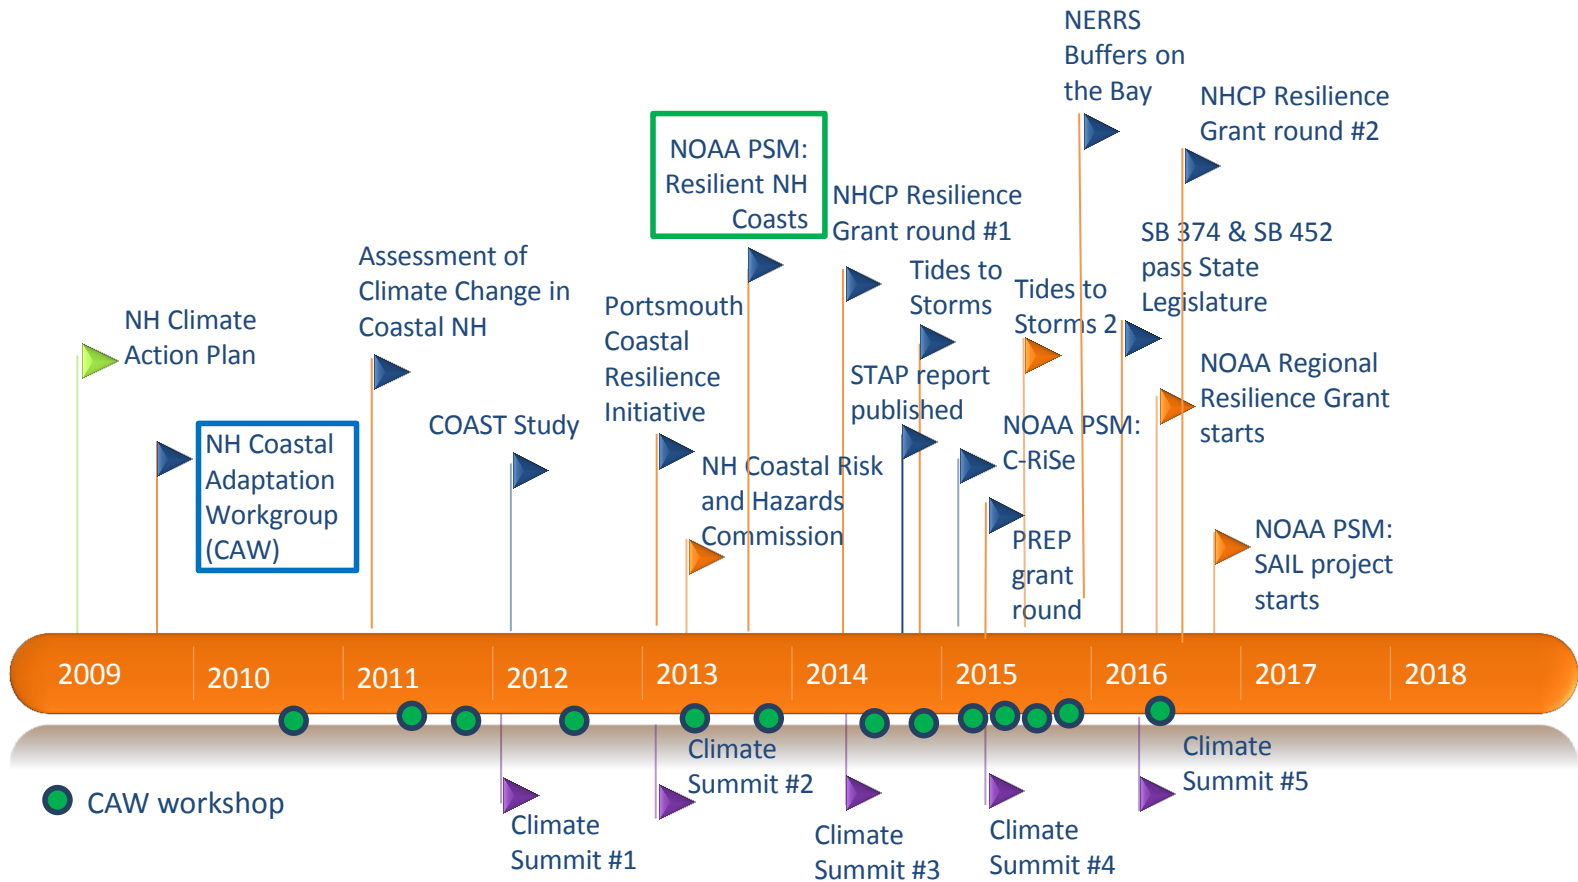 NERRS
Buffers on
the Bay
NHCP Resilience
Grant round #2
NOAA PSM:
Resilient NH
Coasts
NHCP Resilience
Grant round #1
SB 374 & SB 452
pass State
Legislature
Assessment of
Climate Change in
Coastal NH
Tides to
Storms
Tides to
Storms 2
Portsmouth
Coastal
Resilience
Initiative
NH Climate
Action Plan
STAP report
published
NOAA Regional
Resilience Grant
starts
COAST Study
NOAA PSM:
C-RiSe
NH Coastal
Adaptation
Workgroup
(CAW)
NH Coastal Risk
and Hazards
Commission
PREP
grant
round
NOAA PSM:
SAIL project
starts
2009
2010
2011
2012
2013
2014
2015
2016
2017
2018
Climate
Summit #2
Climate
Summit #5
CAW workshop
Climate
Summit #1
Climate
Summit #3
Climate
Summit #4